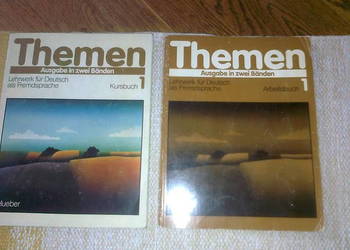 Themen
Ausgabe in zwei Bänden
Lehrwerk für Deutsch
als Fremdsprache
Kursbuch 1
Hueber
Themen
Ausgabe in zwei Bänden
Lehrwerk für Deutsch
als Fremdsprache
Arbeitsbuch 1